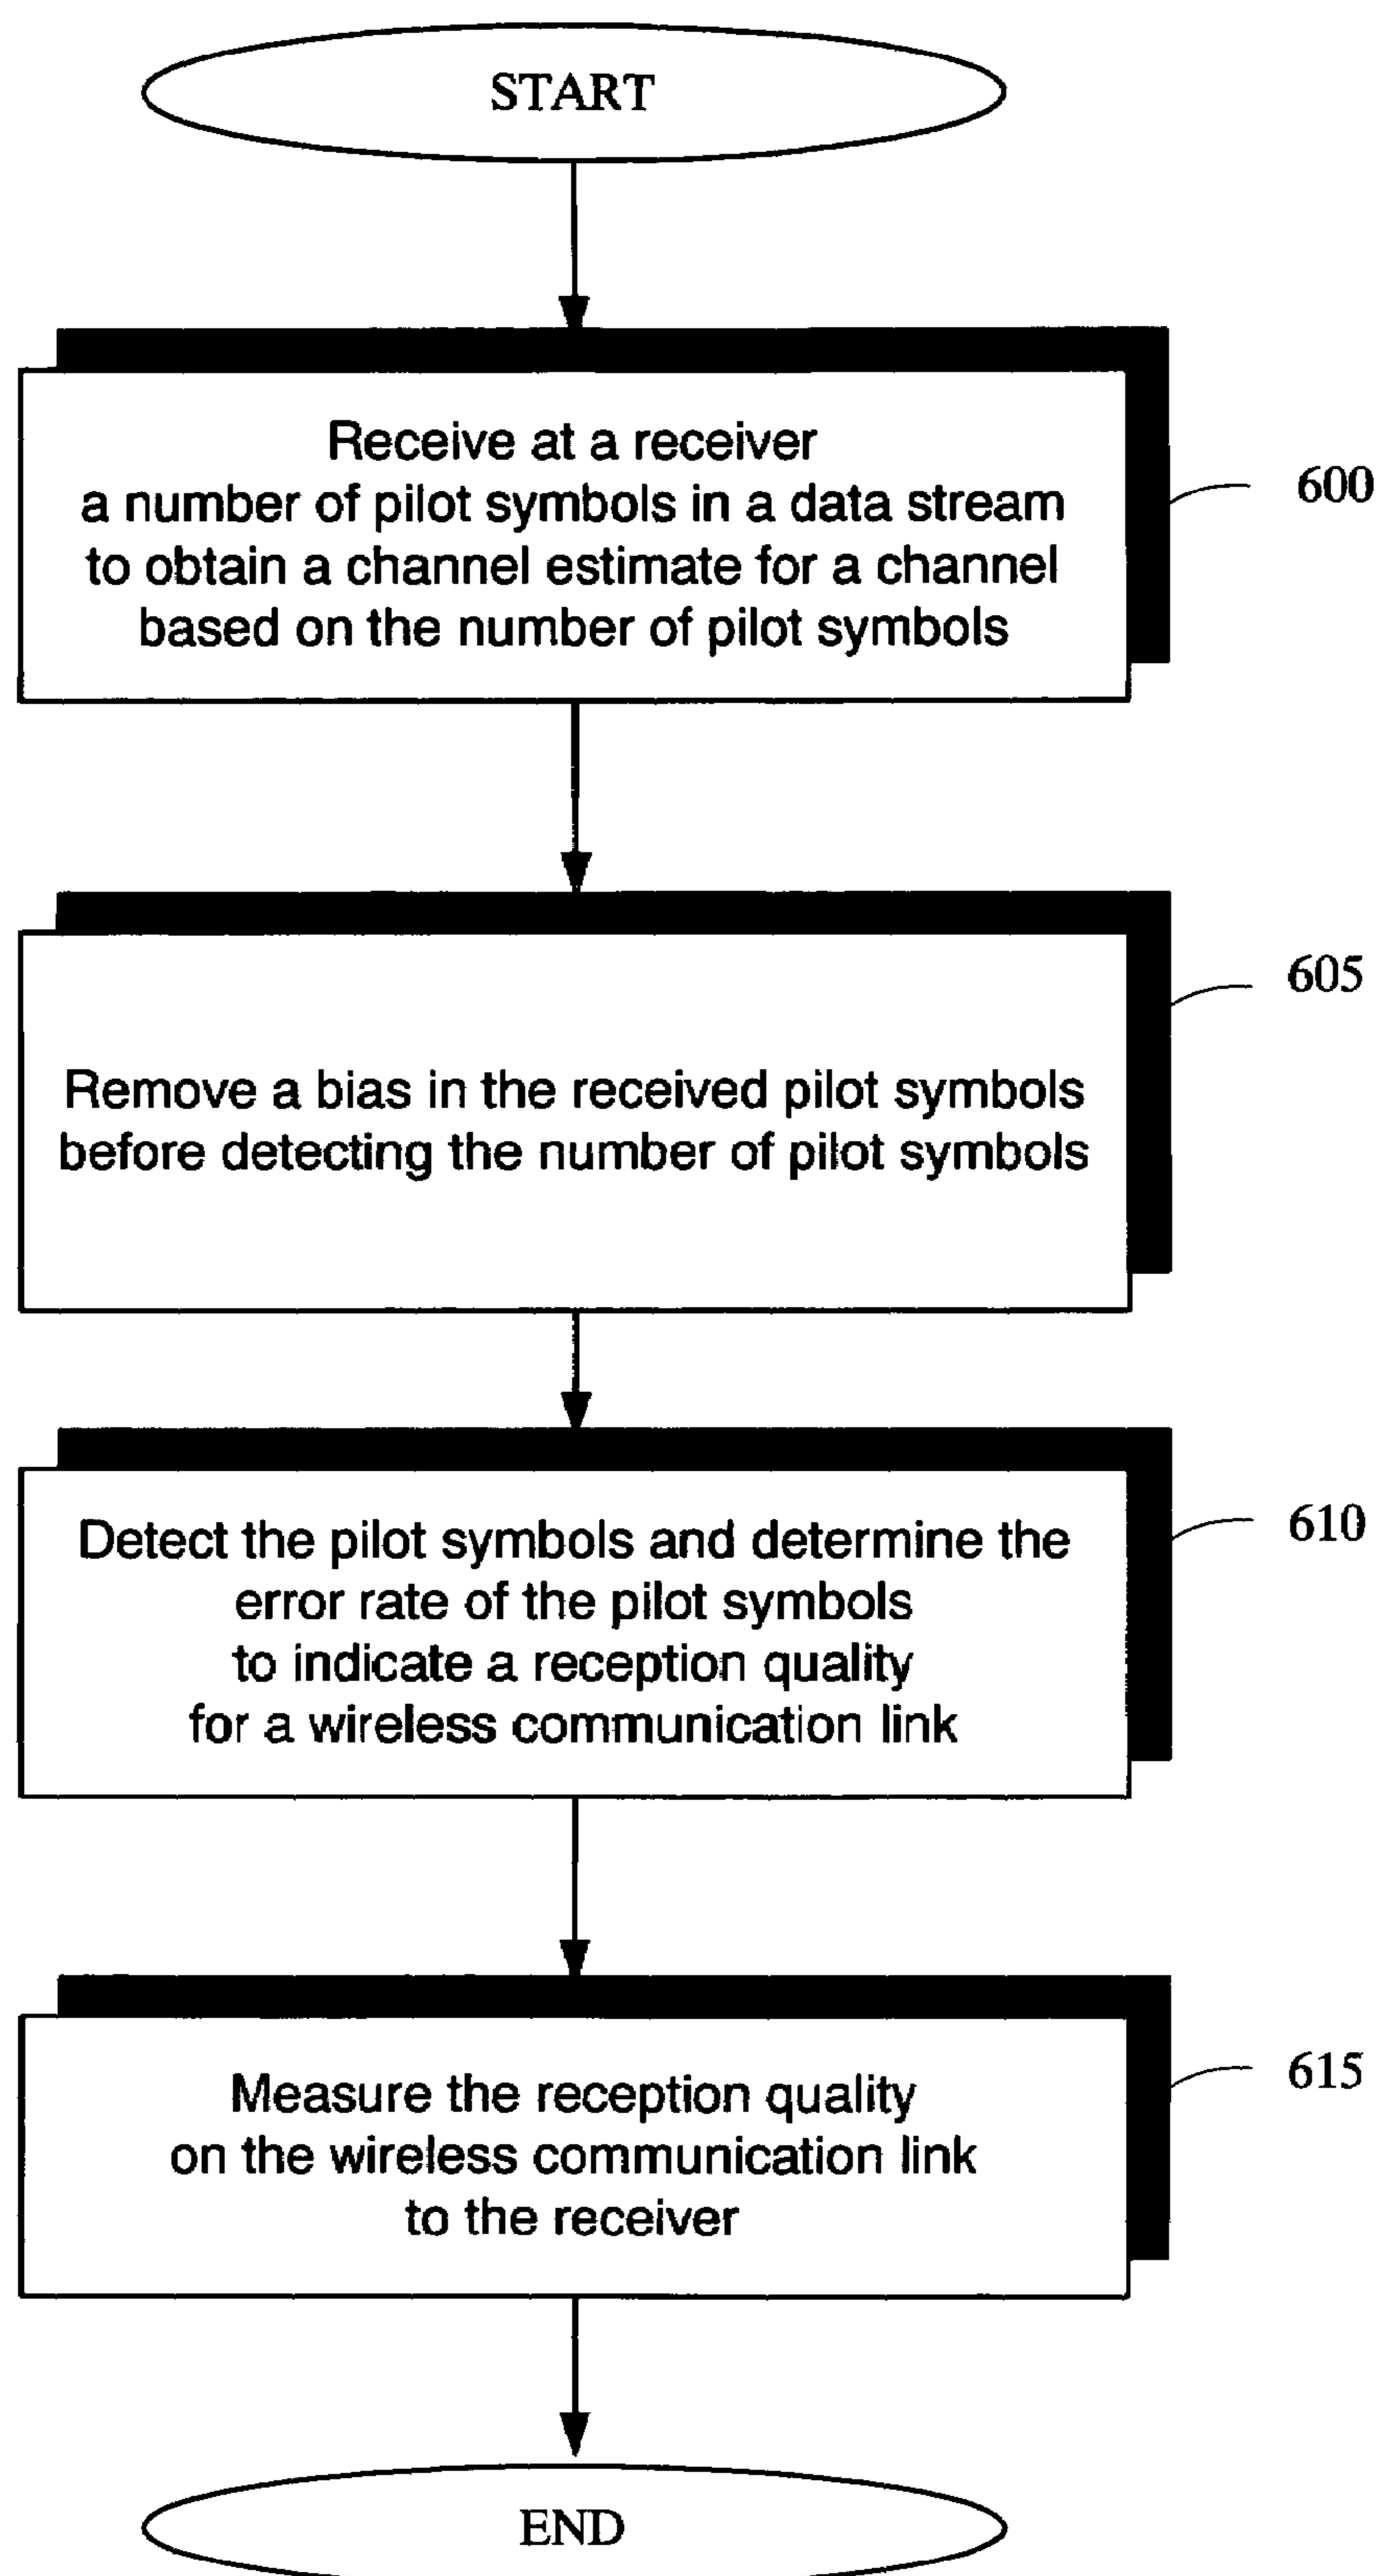 START
Receive at a receiver
a number of pilot symbols in a data stream
to obtain a channel estimate for a channel
based on the number of pilot symbols
600
Remove a bias in the received pilot symbols
before detecting the number of pilot symbols
605
Detect the pilot symbols and determine the
error rate of the pilot symbols
to indicate a reception quality
for a wireless communication link
610
Measure the reception quality
on the wireless communication link
to the receiver
615
END